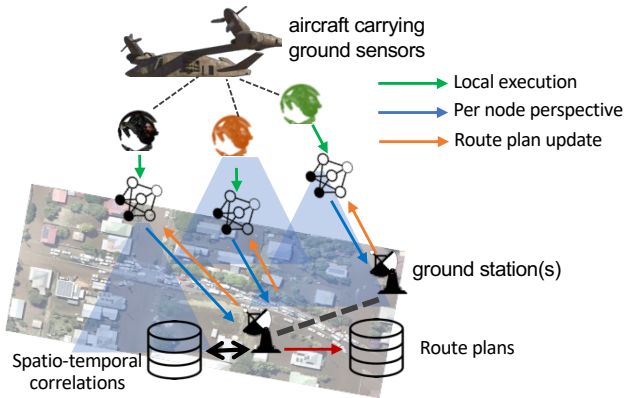 aircraft carrying
ground sensors
Local execution
Per node perspective
Route plan update
ground station(s)
Spatio-temporal
correlations
Route plans